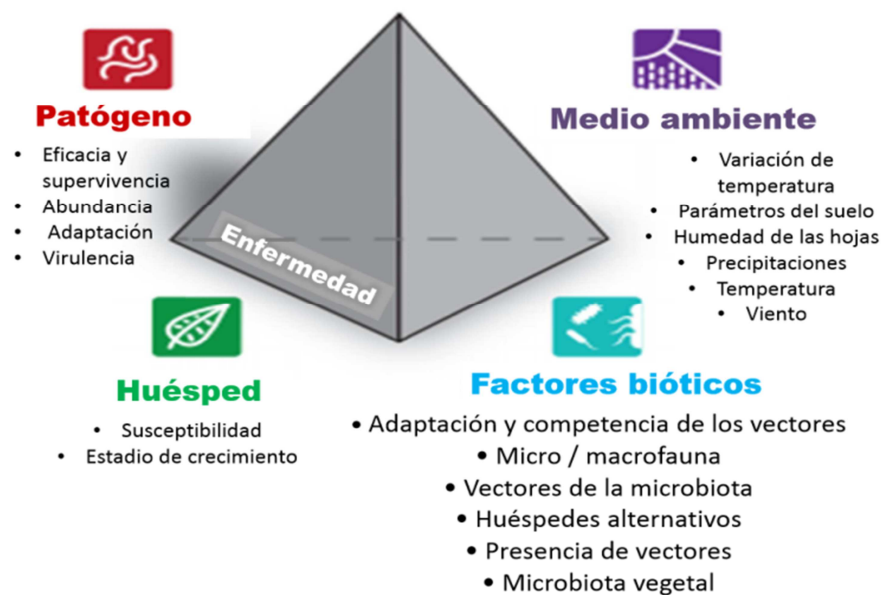 Patógeno
• Eficacia y
supervivencia
• Abundancia
• Adaptación
• Virulencia
Medio ambiente
• Variación de
temperatura
• Parámetros del suelo
• Humedad de las hojas
• Precipitaciones
• Temperatura
• Viento
Enfermedad
Huésped
• Susceptibilidad
• Estadio de crecimiento
Factores bióticos
• Adaptación y competencia de los vectores
• Micro / macrofauna
• Vectores de la microbiota
• Huéspedes alternativos
• Presencia de vectores
• Microbiota vegetal